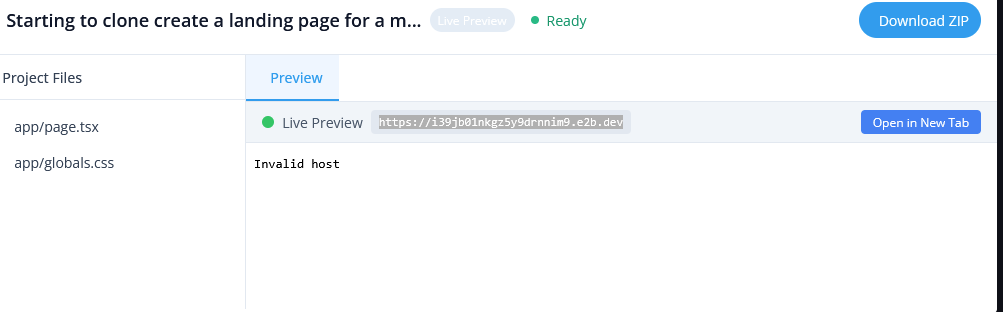 Starting to clone create a landing page for a m... Live Preview Ready Download ZIP
Project Files Preview
app/page.tsx
app/globals.css
Live Preview https://i39jb01nkgz5y9drnnim9.e2b.dev Open in New Tab
Invalid host